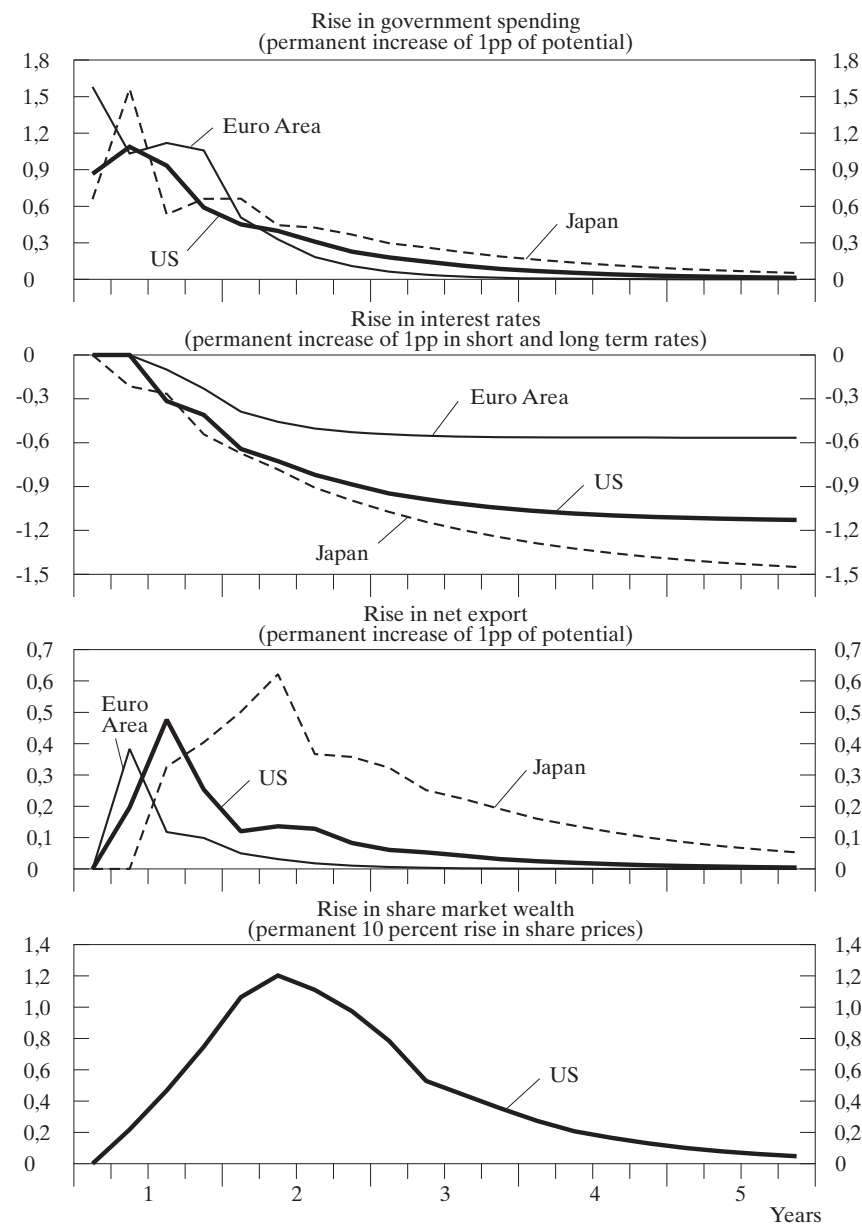 Rise in government spending
(permanent increase of 1pp of potential)
1,8 1,8
1,5 1,5
1,2 1,2
Euro Area
0,9 0,9
0,6 0,6
Japan
US
0,3 0,3
0 0
Rise in interest rates
(permanent increase of 1pp in short and long term rates)
0 0
-0,3 -0,3
Euro Area
-0,6 -0,6
-0,9 -0,9
US
-1,2 -1,2
Japan
-1,5 -1,5
Rise in net export
(permanent increase of 1pp of potential)
0,7 0,7
0,6 0,6
Euro
Area
0,5 0,5
0,4 0,4
0,3 0,3
US
Japan
0,2 0,2
0,1 0,1
0 0
Rise in share market wealth
(permanent 10 percent rise in share prices)
1,4 1,4
1,2 1,2
1,0 1,0
0,8 0,8
0,6 0,6
US
0,4 0,4
0,2 0,2
0 0
1 2 3 4 5
Years